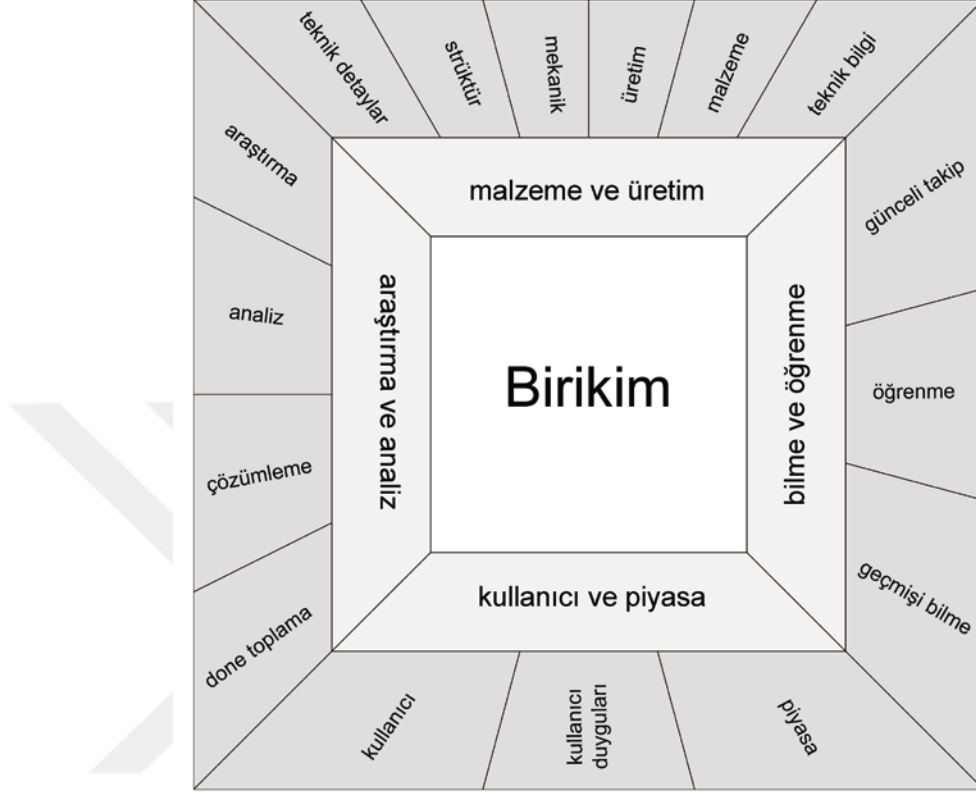 teknik detaylar
strüktür
mekanik
üretim
malzeme
teknik bilgi
araştırma
analiz
çözümleme
done toplama
malzeme ve üretim
araştırma ve analiz
Birikim
bilme ve öğrenme
kullanıcı ve piyasa
günceli takip
öğrenme
geçmişi bilme
kullanıcı
kullanıcı
duyguları
piyasa